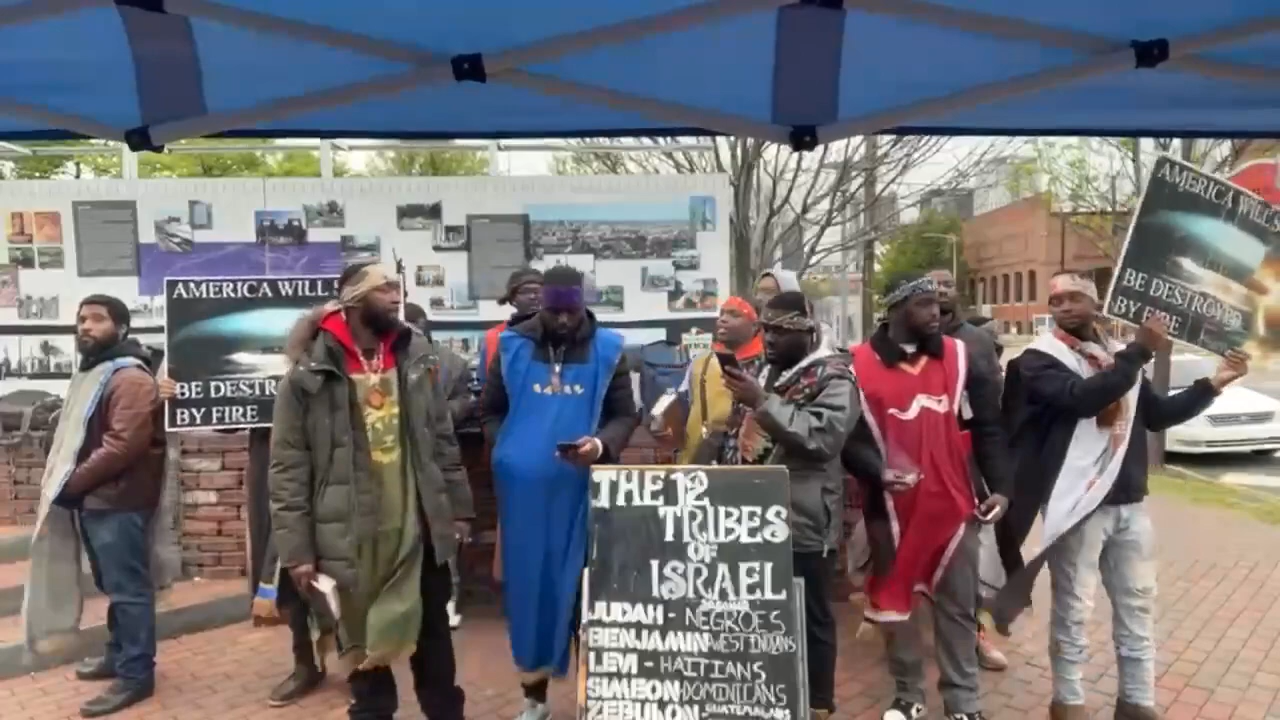 AMERICA WILL
BE DESTR
BY FIRE
AMERICA WILL
BE DESTROYED
BY FIRE
THE 12
TRIBES
OF
ISRAEL
JUDAH - NEGROES
BENJAMIN WEST INDIANS
LEVI - HAITIANS
SIMEON-DOMINICANS
ZEBULON-GUATEMALANS